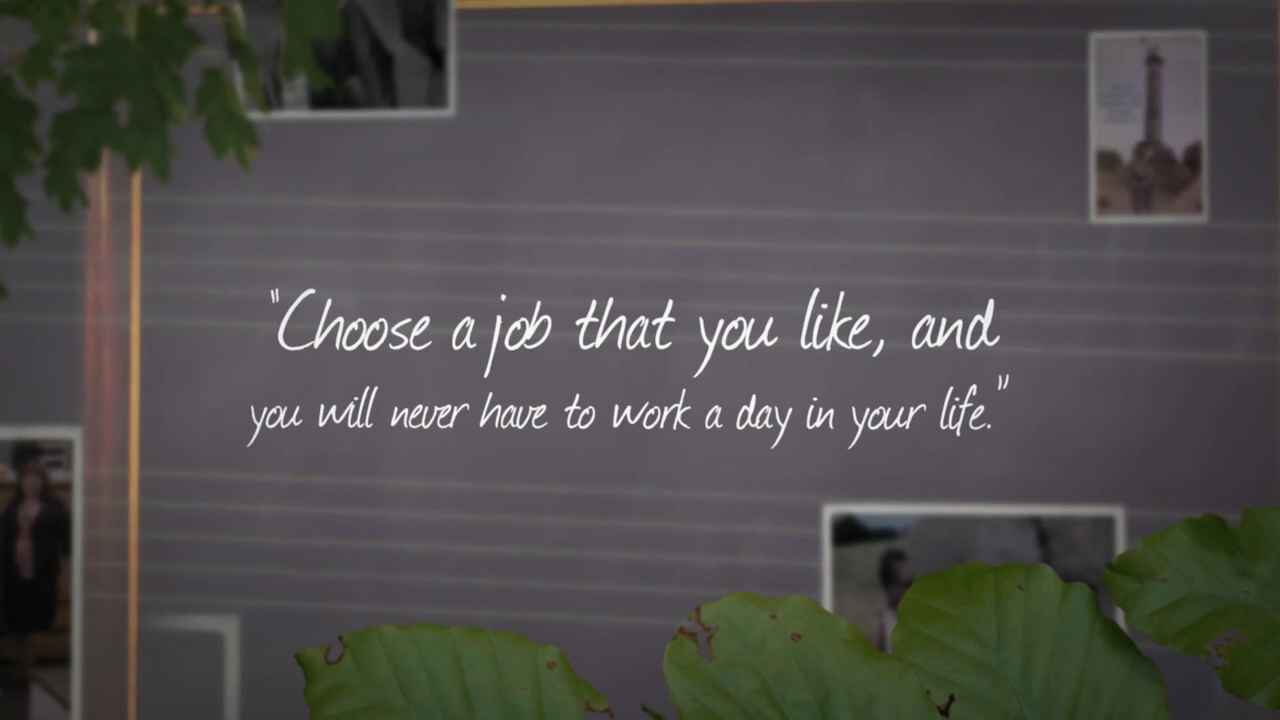 "Choose a job that you like, and
you will never have to work a day in your life."